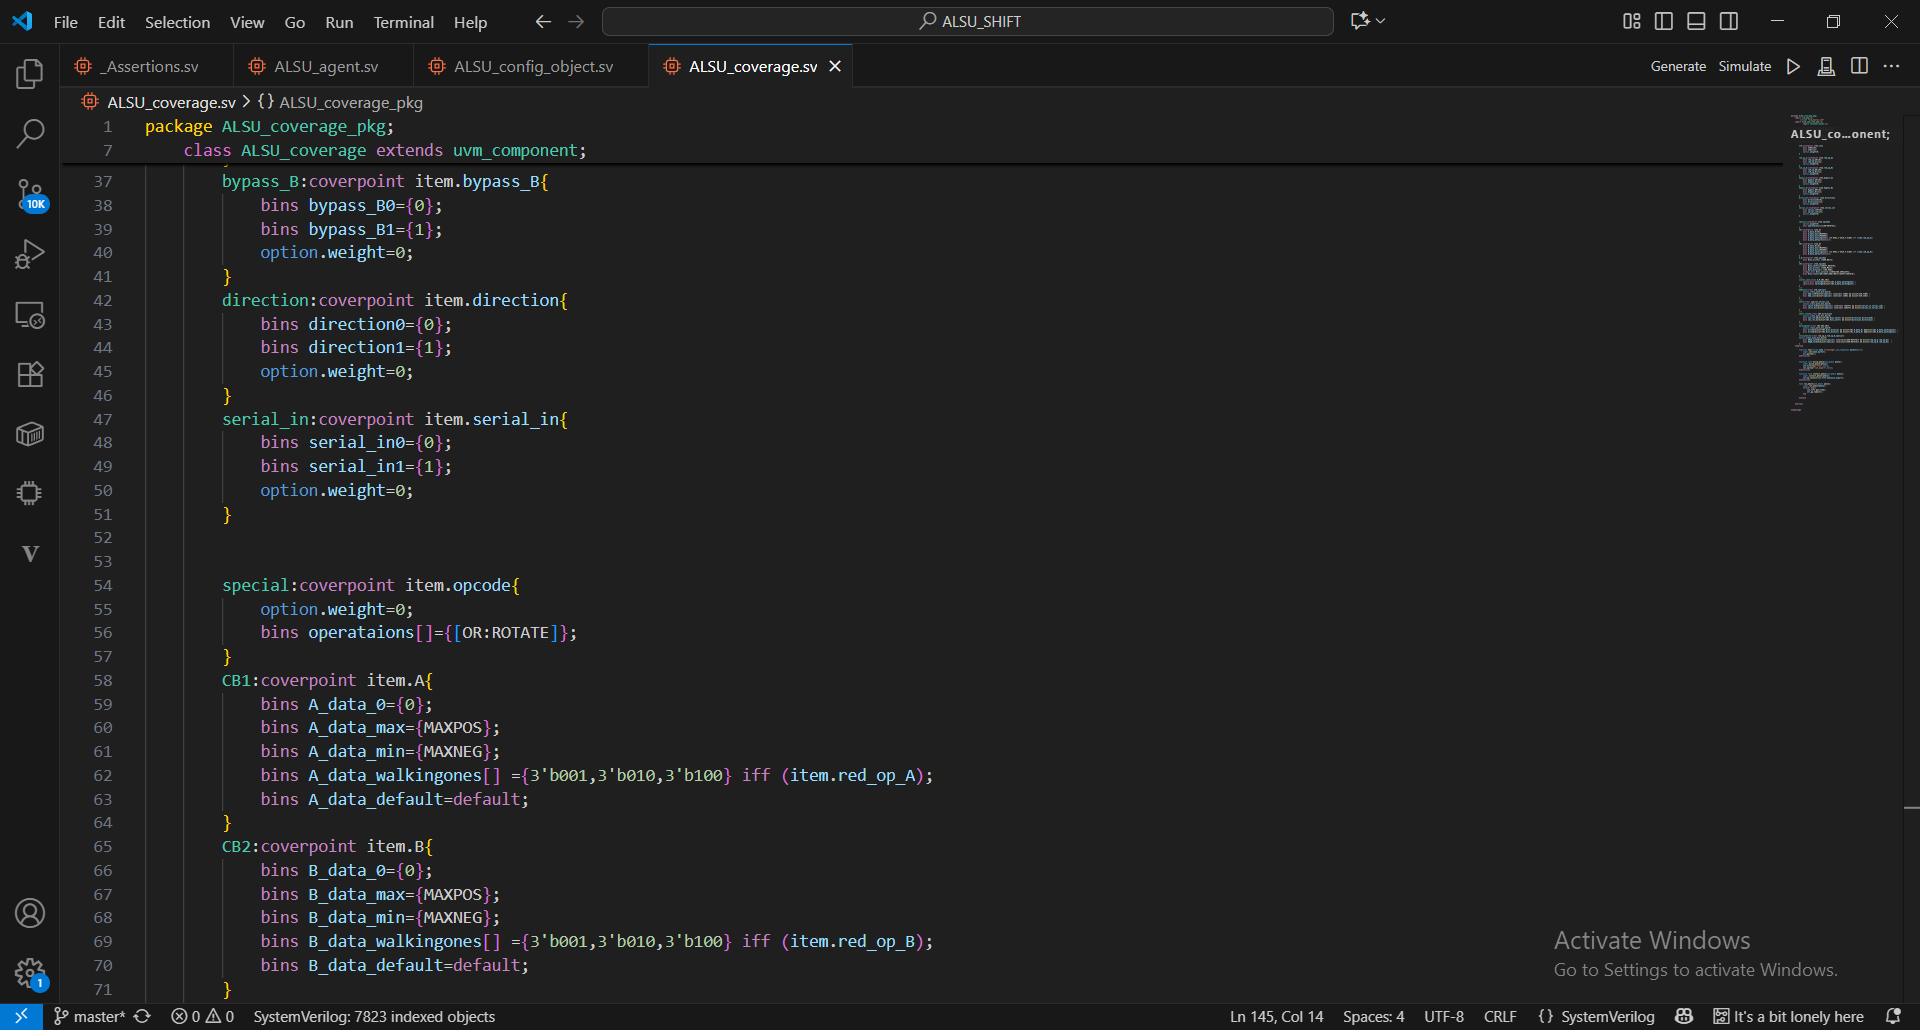 File Edit Selection View Go Run Terminal Help
ALSU_SHIFT
_Assertions.sv
ALSU_agent.sv
ALSU_config_object.sv
ALSU_coverage.sv
Generate Simulate
ALSU_coverage.sv > {} ALSU_coverage_pkg
1 package ALSU_coverage_pkg;
7 class ALSU_coverage extends uvm_component;
37 bypass_B:coverpoint item.bypass_B{
38 bins bypass_B0={0};
39 bins bypass_B1={1};
40 option.weight=0;
41 }
42 direction:coverpoint item.direction{
43 bins direction0={0};
44 bins direction1={1};
45 option.weight=0;
46 }
47 serial_in:coverpoint item.serial_in{
48 bins serial_in0={0};
49 bins serial_in1={1};
50 option.weight=0;
51 }
52
53
54 special:coverpoint item.opcode{
55 option.weight=0;
56 bins operataions[]={[OR:ROTATE]};
57 }
58 CB1:coverpoint item.A{
59 bins A_data_0={0};
60 bins A_data_max={MAXPOS};
61 bins A_data_min={MAXNEG};
62 bins A_data_walkingones[] ={3'b001,3'b010,3'b100} iff (item.red_op_A);
63 bins A_data_default=default;
64 }
65 CB2:coverpoint item.B{
66 bins B_data_0={0};
67 bins B_data_max={MAXPOS};
68 bins B_data_min={MAXNEG};
69 bins B_data_walkingones[] ={3'b001,3'b010,3'b100} iff (item.red_op_B);
70 bins B_data_default=default;
71 }
ALSU_co...onent;
10K
V
1
Activate Windows
Go to Settings to activate Windows.
master* 0 0 SystemVerilog: 7823 indexed objects
Ln 145, Col 14 Spaces: 4 UTF-8 CRLF {} SystemVerilog It's a bit lonely here